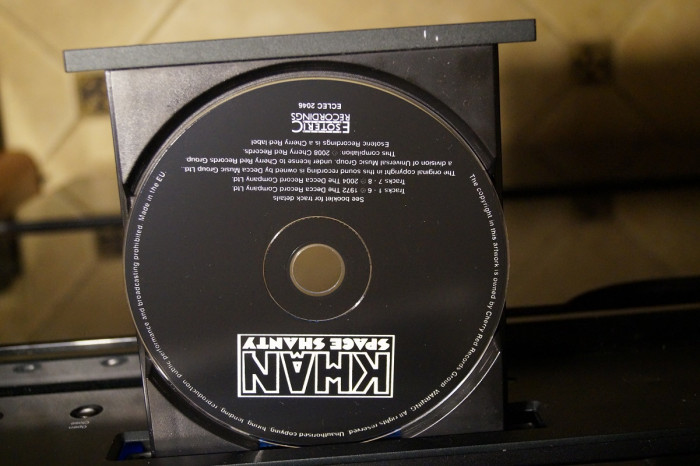 KHAN
SPACE SHANTY
See booklet for track details
Tracks 1 - 6 ℗ 1972 The Decca Record Company Ltd.
Tracks 7 - 8 ℗ 2004 The Decca Record Company Ltd.
The original copyright in this sound recording is owned by Decca Music Group Ltd.,
a division of Universal Music Group, under license to Cherry Red Records Group.
This compilation ℗ 2008 Cherry Red Records.
Esoteric Recordings is a Cherry Red label
ESOTERIC
RECORDINGS
ECLEC 2046
The copyright in this artwork is owned by Cherry Red Records Group WARNING: All rights reserved. Unauthorised copying, hiring, lending, reproduction, public performance and broadcasting prohibited. Made in the EU.